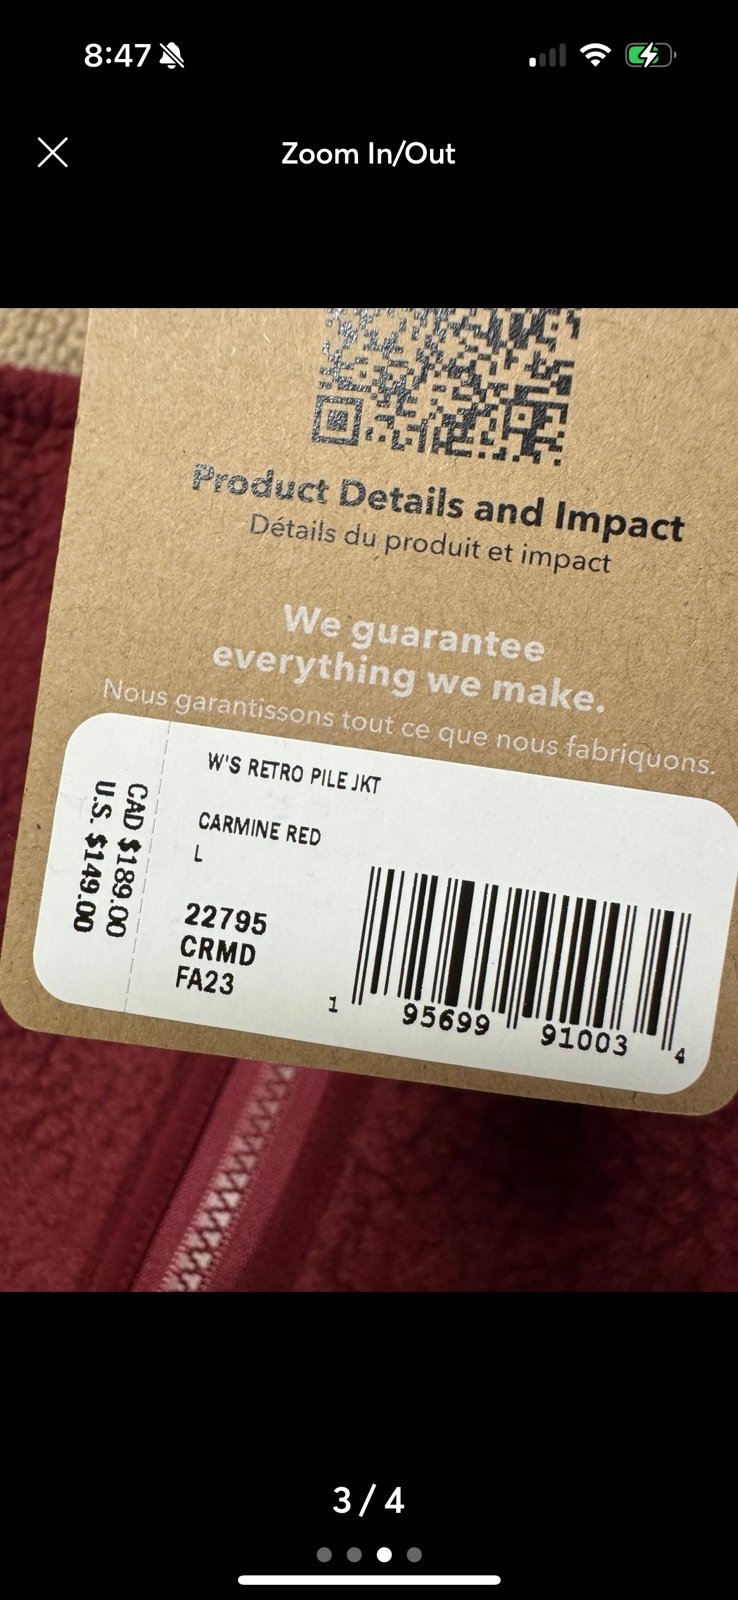 8:47
Zoom In/Out
Product Details and Impact
Détails du produit et impact
We guarantee
everything we make.
Nous garantissons tout ce que nous fabriquons.
CAD $189.00
U.S. $149.00
W'S RETRO PILE JKT
CARMINE RED
L
22795
CRMD
FA23
1 95699 91003 4
3 / 4